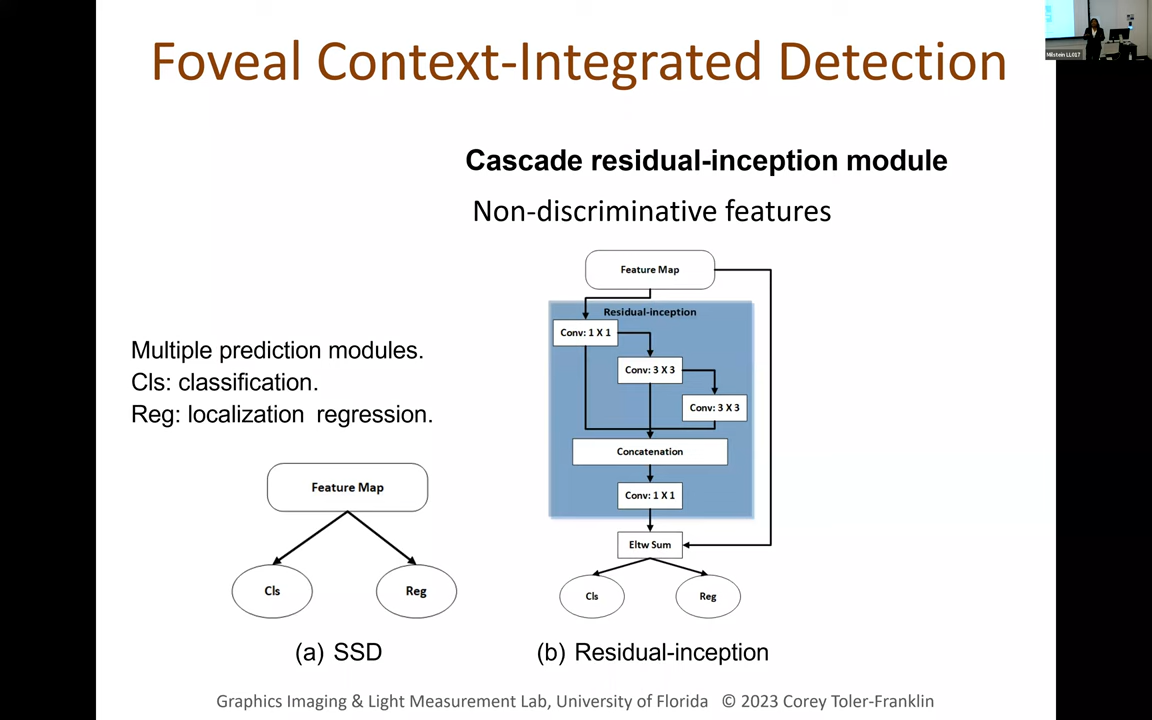 Foveal Context-Integrated Detection
Milstein LL017
Cascade residual-inception module
Non-discriminative features
Multiple prediction modules.
Cls: classification.
Reg: localization regression.
Feature Map
Cls
Reg
(a) SSD
Feature Map
Residual-inception
Conv: 1 X 1
Conv: 3 X 3
Conv: 3 X 3
Concatenation
Conv: 1 X 1
Eltw Sum
Cls
Reg
(b) Residual-inception
Graphics Imaging & Light Measurement Lab, University of Florida © 2023 Corey Toler-Franklin